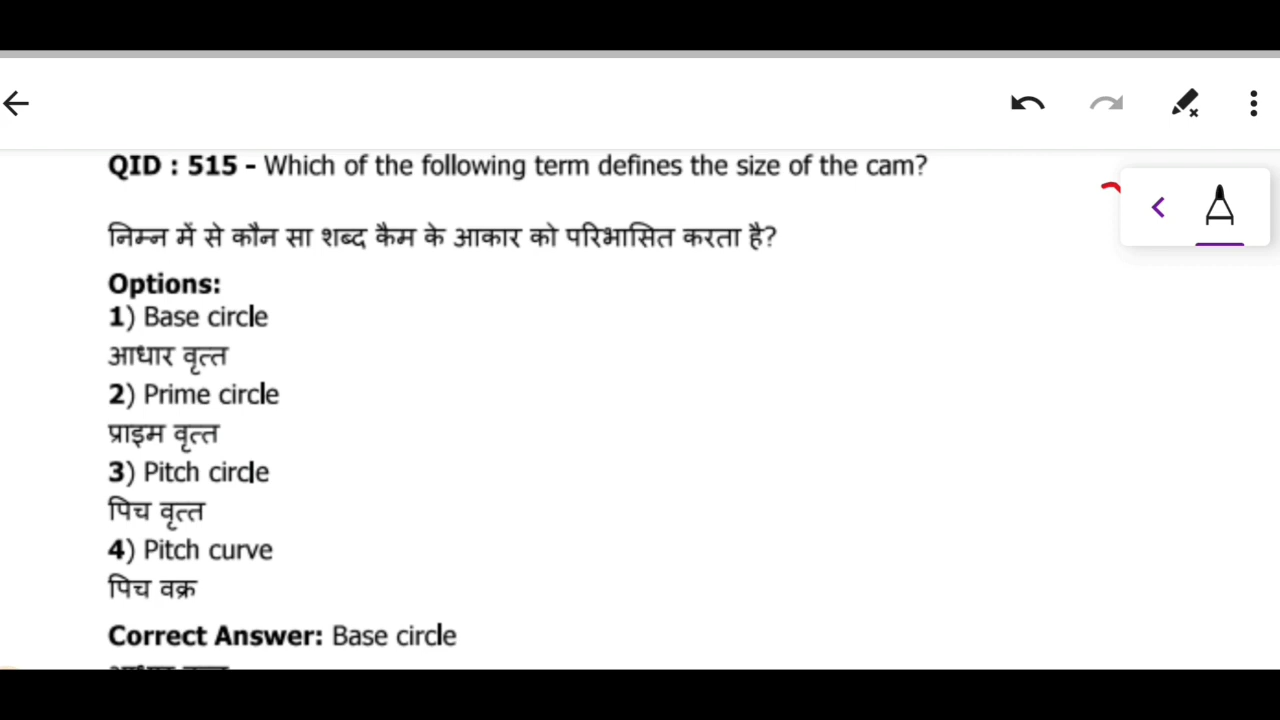 QID : 515 - Which of the following term defines the size of the cam?
निम्न में से कौन सा शब्द कैम के आकार को परिभासित करता है?
Options:
1) Base circle
आधार वृत्त
2) Prime circle
प्राइम वृत्त
3) Pitch circle
पिच वृत्त
4) Pitch curve
पिच वक्र
Correct Answer: Base circle